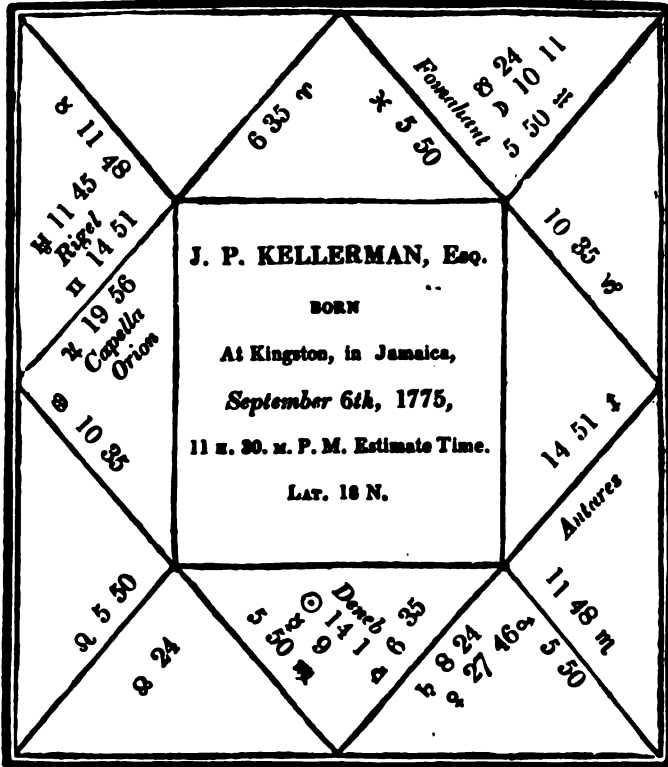 6 35 ♈
♓ 5 50
Fomahant
☋ 24
☽ 10 11
5 50 ♒
♉ 11 48
♅ 11 45
Rigel
♊ 14 51
10 35 ♑
♃ 19 56
Capella
Orion
♋ 10 35
14 51 ♐
Antares
J. P. KELLERMAN, Esq.
BORN
At Kingston, in Jamaica,
September 6th, 1775,
11 H. 30. M. P. M. Estimate Time.
LAT. 18 N.
♌ 5 50
☊ 24
Deneb
☉ 14 1
9
5 50 ♍
♎ 6 35
♄ 8 24
♀ 27 46
♂ 5 50
11 48 ♏